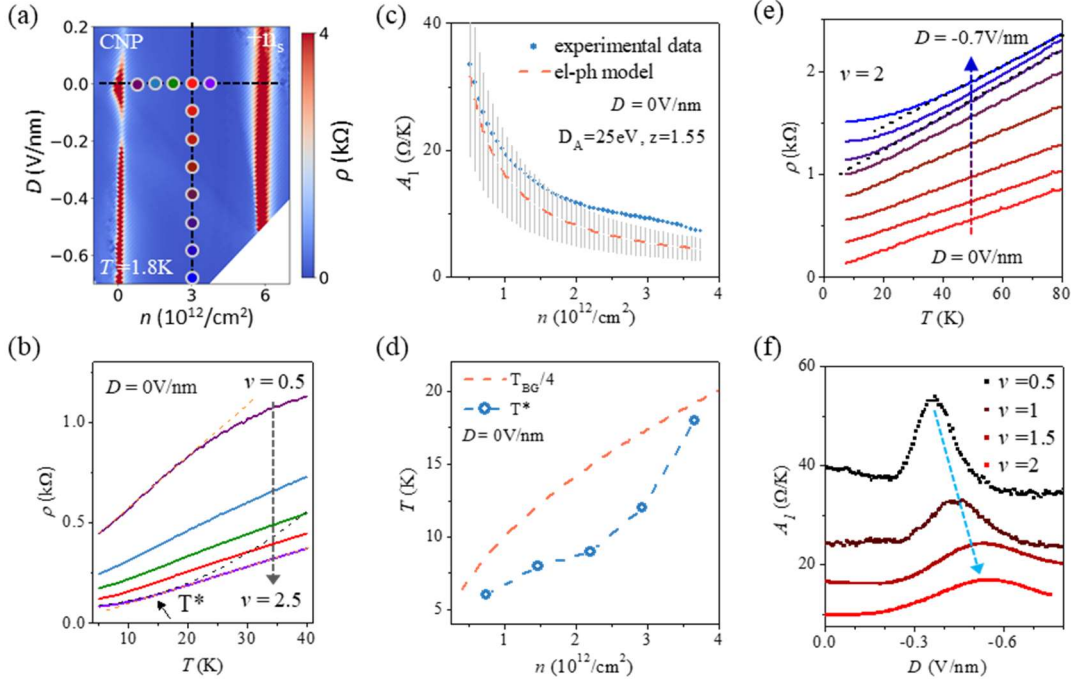 (a)
CNP
+n_s
T=1.8K
0.2
0.0
−0.2
−0.4
−0.6
D (V/nm)
0
3
6
n (10^12/cm^2)
4
0
ρ (kΩ)
(c)
experimental data
el-ph model
D = 0V/nm
D_A=25eV, z=1.55
40
20
0
A_1 (Ω/K)
1
2
3
4
n (10^12/cm^2)
(e)
D = -0.7V/nm
v = 2
D = 0V/nm
2
1
0
ρ (kΩ)
20
40
60
80
T (K)
(b)
D = 0V/nm
v = 0.5
v = 2.5
T*
1.0
0.5
0.0
ρ (kΩ)
10
20
30
40
T (K)
(d)
T_BG/4
T*
D = 0V/nm
20
15
10
5
T (K)
1
2
3
4
n (10^12/cm^2)
(f)
v = 0.5
v = 1
v = 1.5
v = 2
60
40
20
A_1 (Ω/K)
0.0
-0.3
-0.6
D (V/nm)